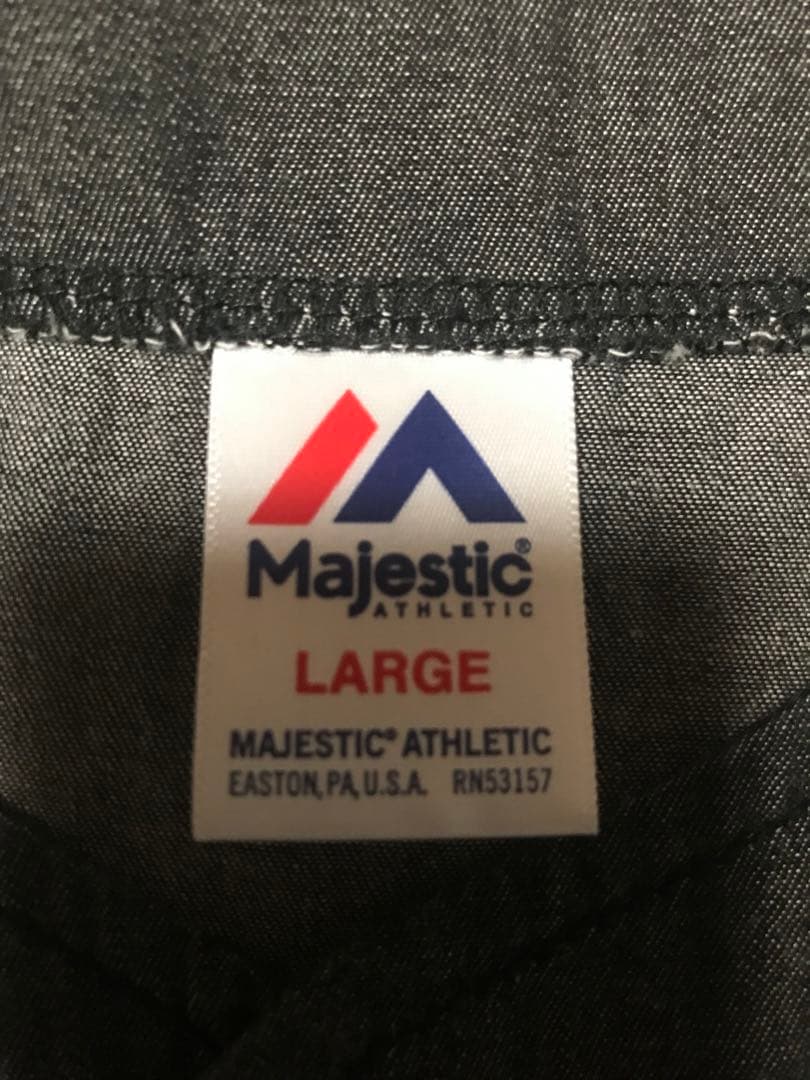 Majestic®
ATHLETIC
LARGE
MAJESTIC® ATHLETIC
EASTON, PA, U.S.A. RN53157